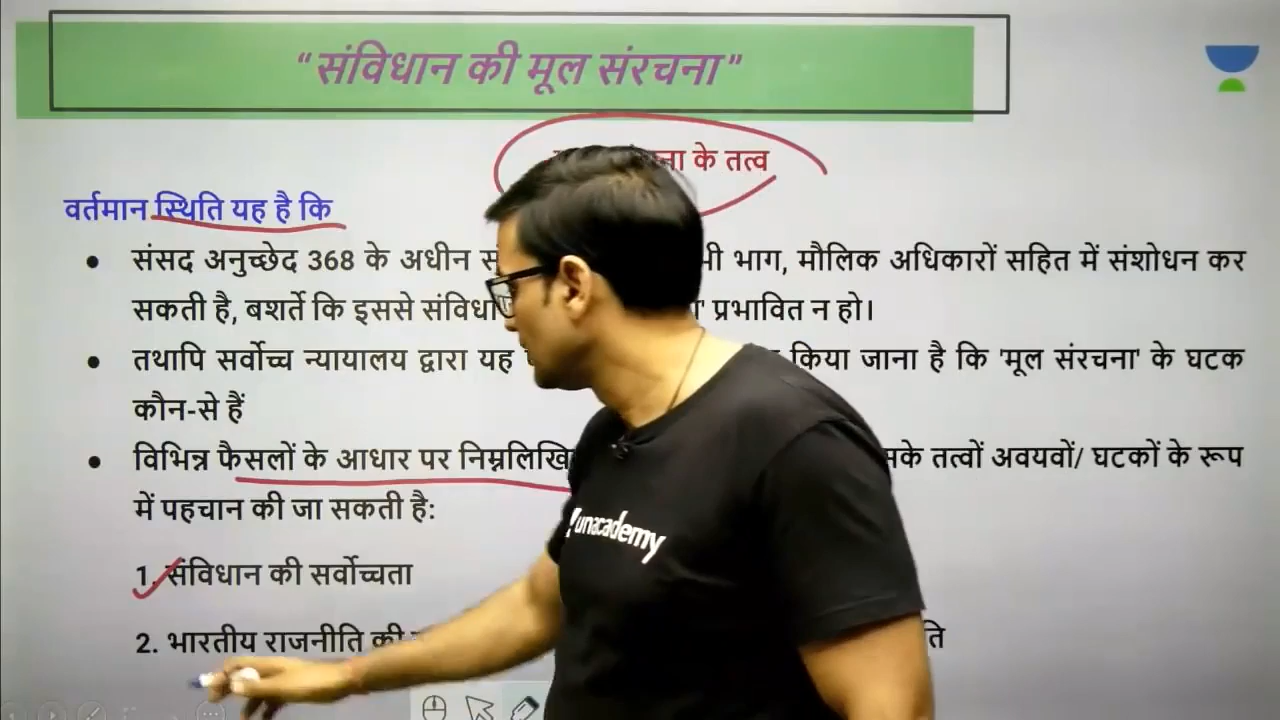 “संविधान की मूल संरचना”
के तत्व
वर्तमान स्थिति यह है कि
संसद अनुच्छेद 368 के अधीन भाग, मौलिक अधिकारों सहित में संशोधन कर
सकती है, बशर्ते कि इससे प्रभावित न हो।
तथापि सर्वोच्च न्यायालय द्वारा यह किया जाना है कि 'मूल संरचना' के घटक
कौन-से हैं
विभिन्न फैसलों के आधार पर तत्वों अवयवों/ घटकों के रूप
में पहचान की जा सकती है:
1. संविधान की सर्वोच्चता
2. भारतीय राजनीति की
unacademy